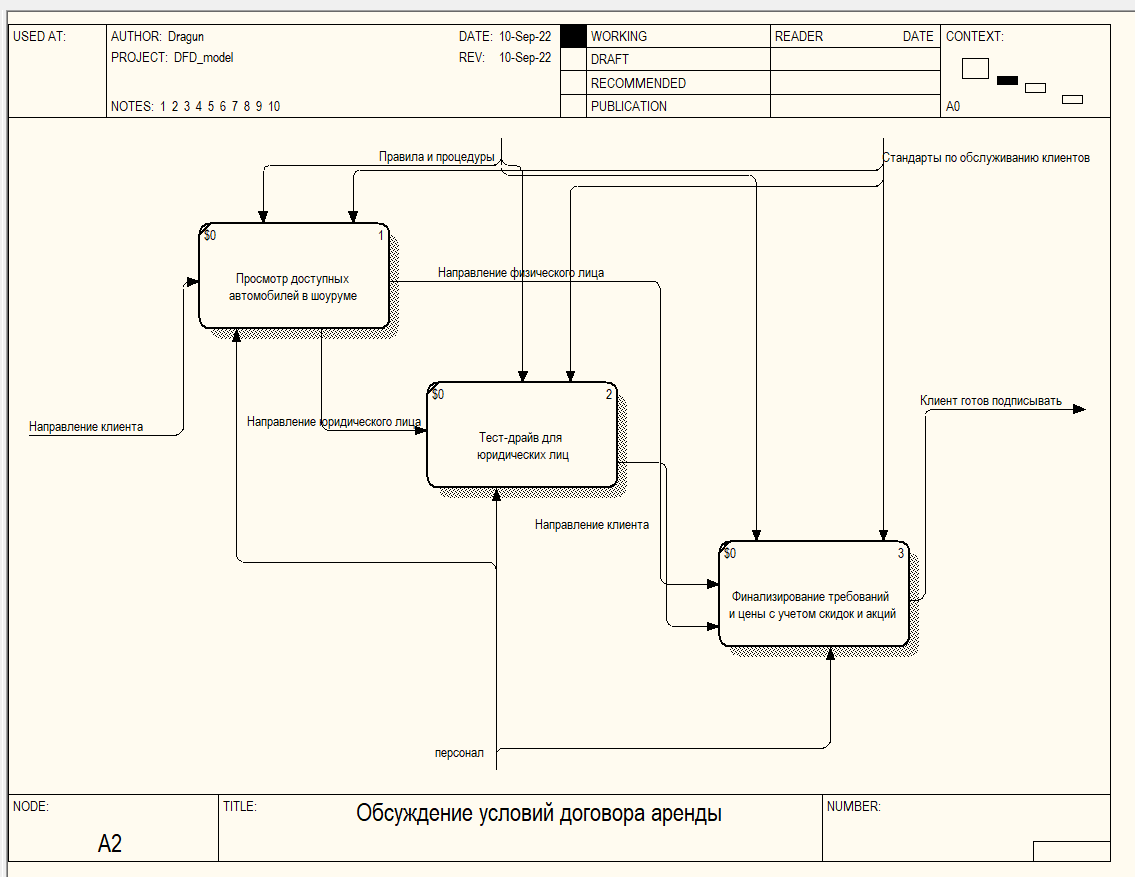 USED AT:
AUTHOR: Dragun
DATE: 10-Sep-22
PROJECT: DFD_model
REV: 10-Sep-22
NOTES: 1 2 3 4 5 6 7 8 9 10
WORKING
DRAFT
RECOMMENDED
PUBLICATION
READER
DATE
CONTEXT:
A0
Правила и процедуры
Стандарты по обслуживанию клиентов
$0
1
Просмотр доступных
автомобилей в шоуруме
Направление физического лица
$0
2
Тест-драйв для
юридических лиц
Клиент готов подписывать
Направление клиента
Направление юридического лица
Направление клиента
$0
3
Финализирование требований
и цены с учетом скидок и акций
персонал
NODE:
A2
TITLE:
Обсуждение условий договора аренды
NUMBER: